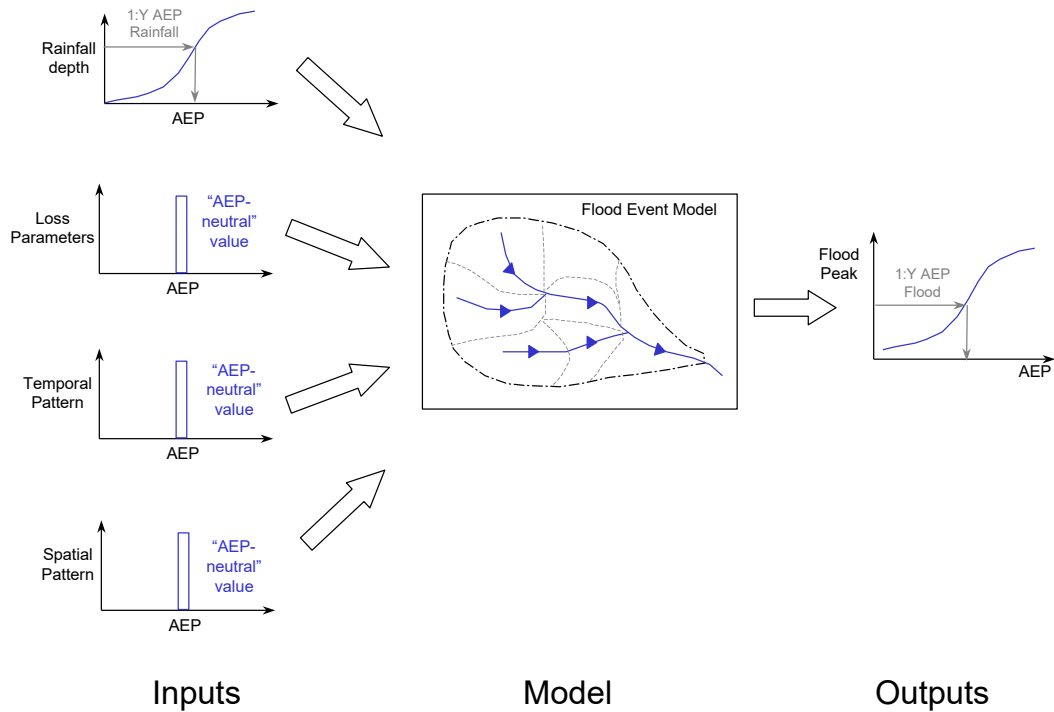 1:Y AEP
Rainfall
Rainfall
depth
AEP
Loss
Parameters
“AEP-
neutral”
value
AEP
Temporal
Pattern
“AEP-
neutral”
value
AEP
Spatial
Pattern
“AEP-
neutral”
value
AEP
Flood Event Model
Flood
Peak
1:Y AEP
Flood
AEP
Inputs
Model
Outputs